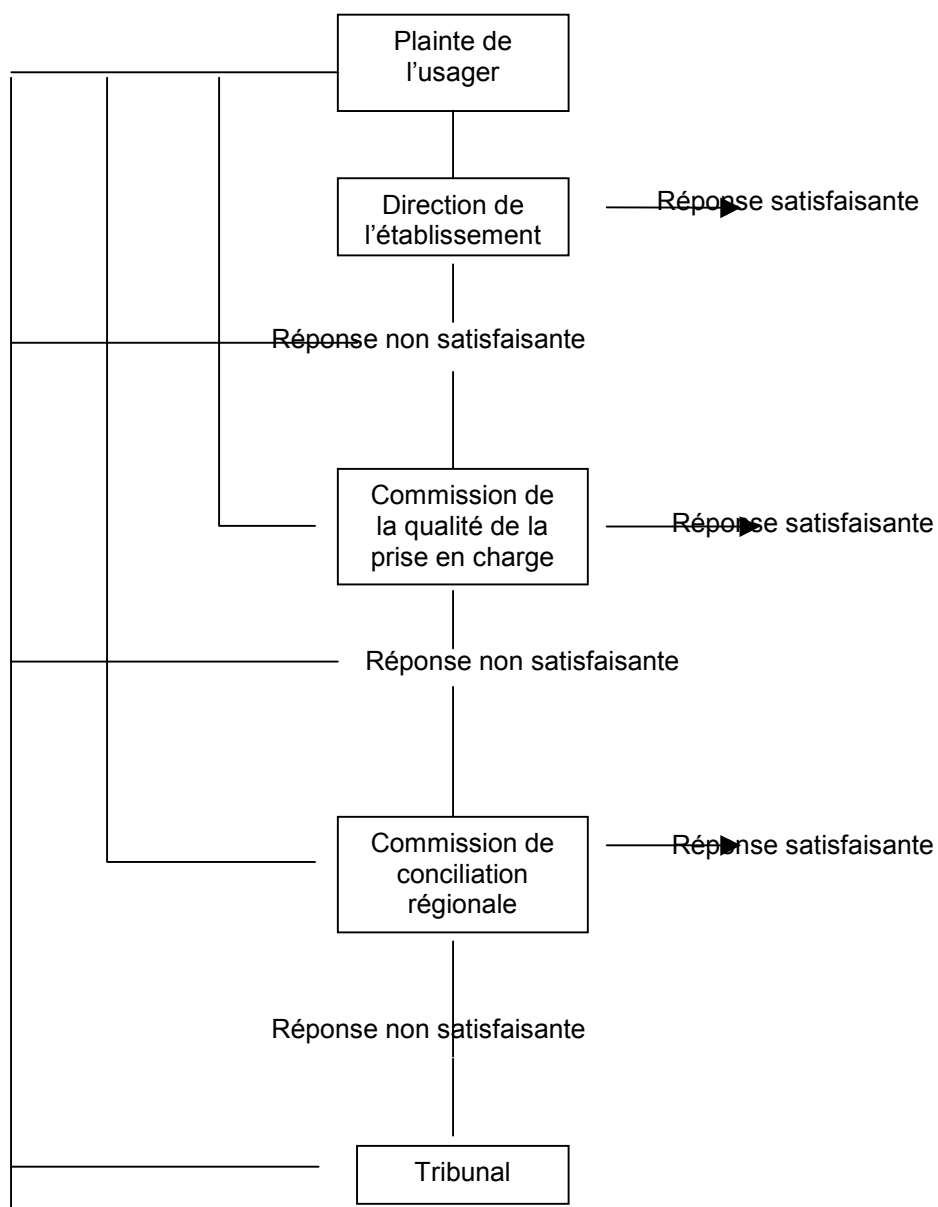 Plainte de
l’usager
Direction de
l’établissement
Réponse satisfaisante
Réponse non satisfaisante
Commission de
la qualité de la
prise en charge
Réponse satisfaisante
Réponse non satisfaisante
Commission de
conciliation
régionale
Réponse satisfaisante
Réponse non satisfaisante
Tribunal